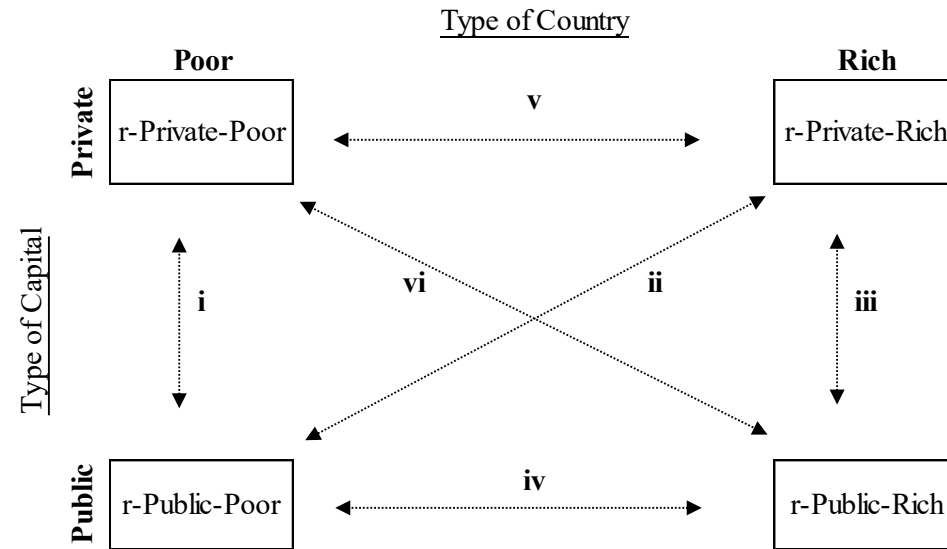 Type of Country
Poor
Rich
Private
r-Private-Poor
v
r-Private-Rich
Type of Capital
i
vi
ii
iii
Public
r-Public-Poor
iv
r-Public-Rich